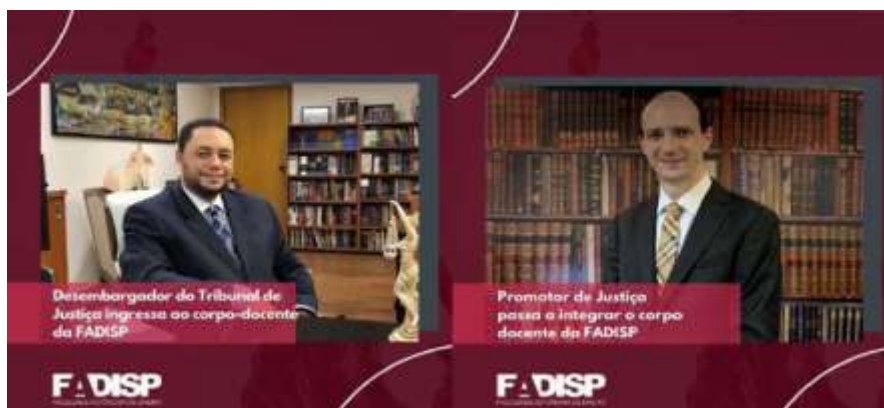 Desembargador do Tribunal de
Justiça ingressa ao corpo-docente
da FADISP
FADISP
Promotor de Justiça
passa a integrar o corpo
docente da FADISP
FADISP